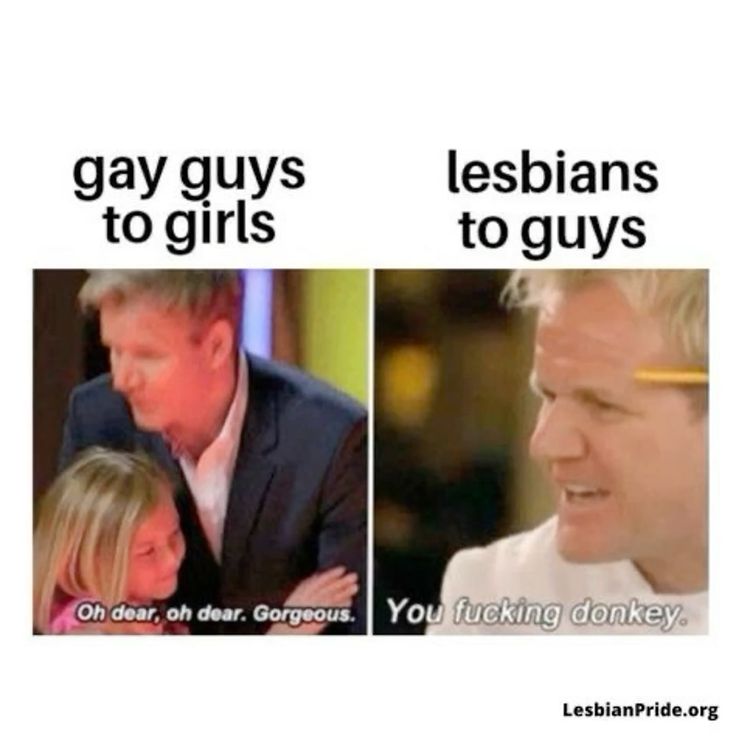 gay guys
to girls
lesbians
to guys
Oh dear, oh dear. Gorgeous.
You fucking donkey.
LesbianPride.org